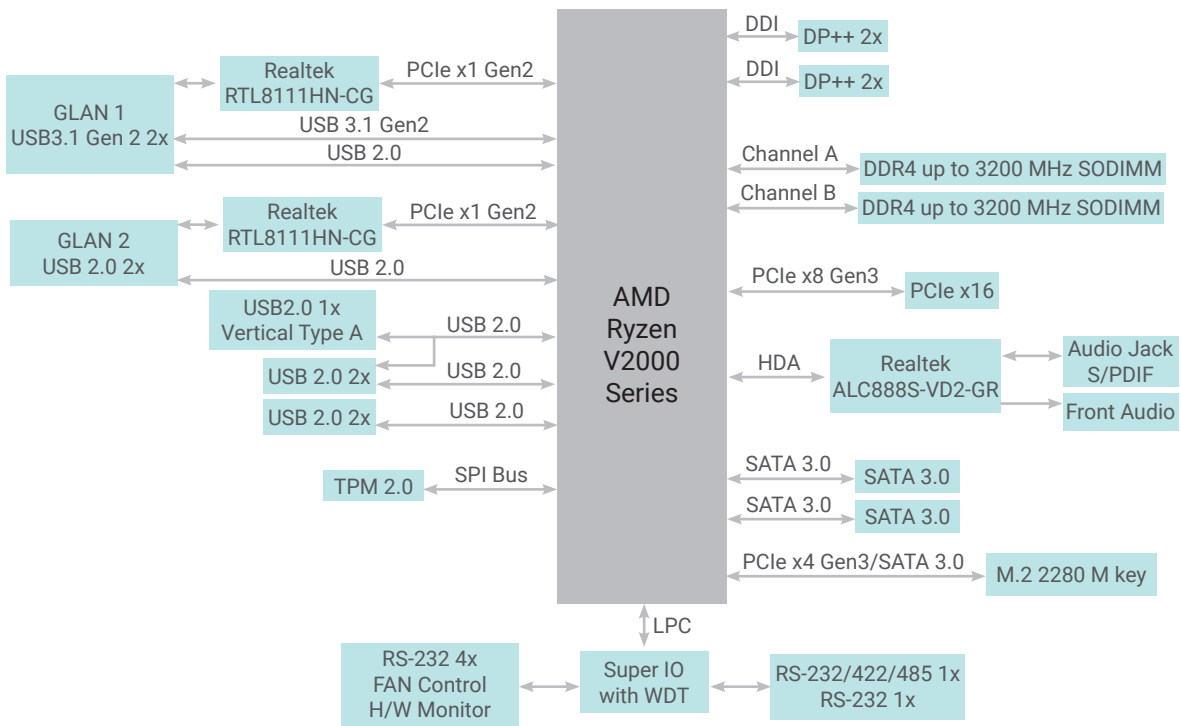 GLAN 1
USB3.1 Gen 2 2x
Realtek
RTL8111HN-CG
PCIe x1 Gen2
USB 3.1 Gen2
USB 2.0
GLAN 2
USB 2.0 2x
Realtek
RTL8111HN-CG
PCIe x1 Gen2
USB 2.0
USB2.0 1x
Vertical Type A
USB 2.0
USB 2.0 2x
USB 2.0
USB 2.0 2x
USB 2.0
TPM 2.0
SPI Bus
AMD
Ryzen
V2000
Series
DDI
DP++ 2x
DDI
DP++ 2x
Channel A
DDR4 up to 3200 MHz SODIMM
Channel B
DDR4 up to 3200 MHz SODIMM
PCIe x8 Gen3
PCIe x16
HDA
Realtek
ALC888S-VD2-GR
Audio Jack
S/PDIF
Front Audio
SATA 3.0
SATA 3.0
SATA 3.0
SATA 3.0
PCIe x4 Gen3/SATA 3.0
M.2 2280 M key
LPC
RS-232 4x
FAN Control
H/W Monitor
Super IO
with WDT
RS-232/422/485 1x
RS-232 1x